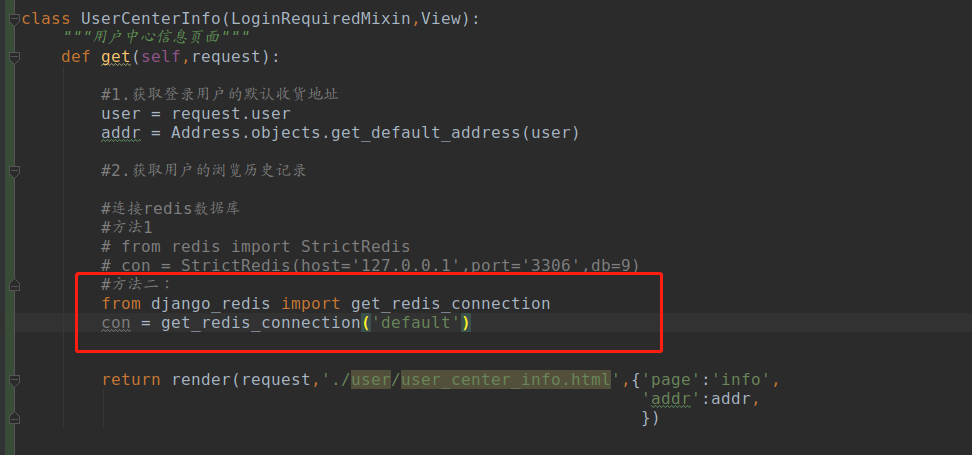 class UserCenterInfo(LoginRequiredMixin,View):
"""用户中心信息页面"""
def get(self,request):
#1.获取登录用户的默认收货地址
user = request.user
addr = Address.objects.get_default_address(user)
#2.获取用户的浏览历史记录
#连接redis数据库
#方法1
# from redis import StrictRedis
# con = StrictRedis(host='127.0.0.1',port='3306',db=9)
#方法二：
from django_redis import get_redis_connection
con = get_redis_connection('default')
return render(request,'./user/user_center_info.html',{'page':'info',
'addr':addr,
})